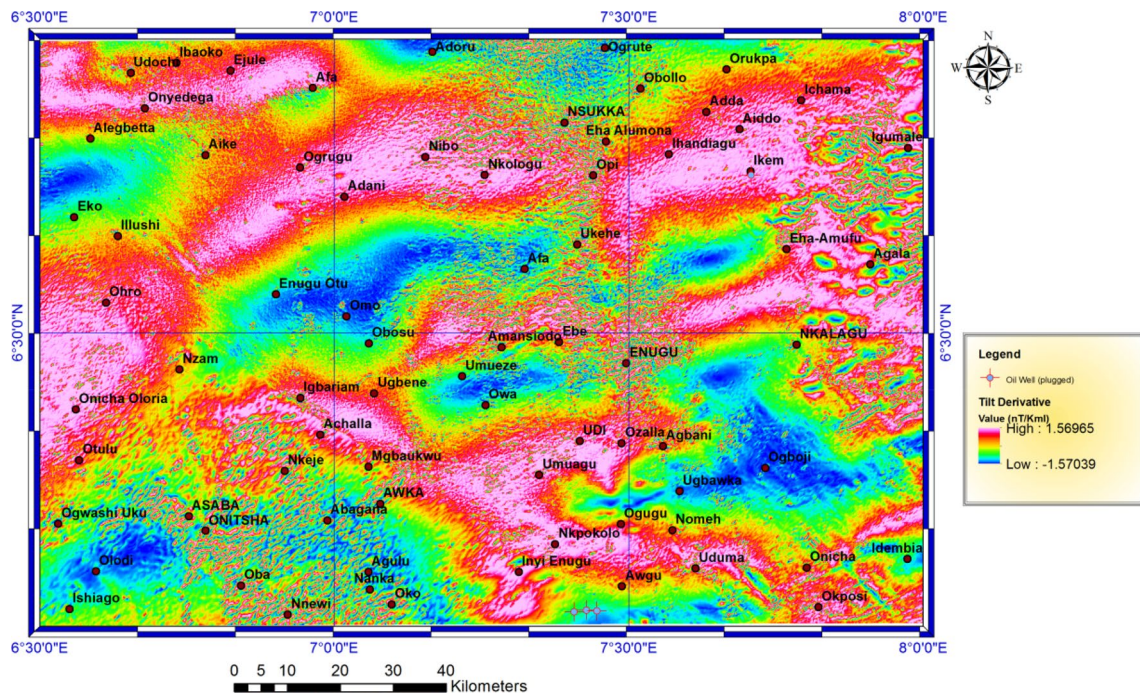 6°30'0"E
7°0'0"E
7°30'0"E
8°0'0"E
N
W
E
S
Adoru
Ogrute
Ibaoko
Udochi
Ejule
Orukpa
Afa
Obollo
Ichama
Onyedega
Adda
NSUKKA
Aiddo
Alegbetta
Eha Alumona
Igumale
Aike
Nibo
Ihandiagu
Ogrugu
Nkologu
Opi
Ikem
Adani
Eko
Illushi
Ukehe
Eha-Amufu
Agala
Afa
Enugu Otu
Ohro
Omo
6°30'0"N
6°30'0"N
Obosu
Amansiodo
Ebe
NKALAGU
ENUGU
Nzam
Umueze
Igbariam
Ugbene
Owa
Onicha Oloria
Achalla
UDI
Ozalla
Agbani
Otulu
Nkeje
Mgbaukwu
Umuagu
Ogboji
Ugbawka
AWKA
ASABA
Ogwashi Uku
ONITSHA
Abagana
Ogugu
Nomeh
Nkpokolo
Idembia
Olodi
Agulu
Inyi Enugu
Uduma
Onicha
Oba
Nanka
Awgu
Ishiago
Nnewi
Oko
Okposi
Legend
Oil Well (plugged)
Tilt Derivative
Value (nT/Kml)
High : 1.56965
Low : -1.57039
6°30'0"E
7°0'0"E
7°30'0"E
8°0'0"E
0 5 10 20 30 40
Kilometers